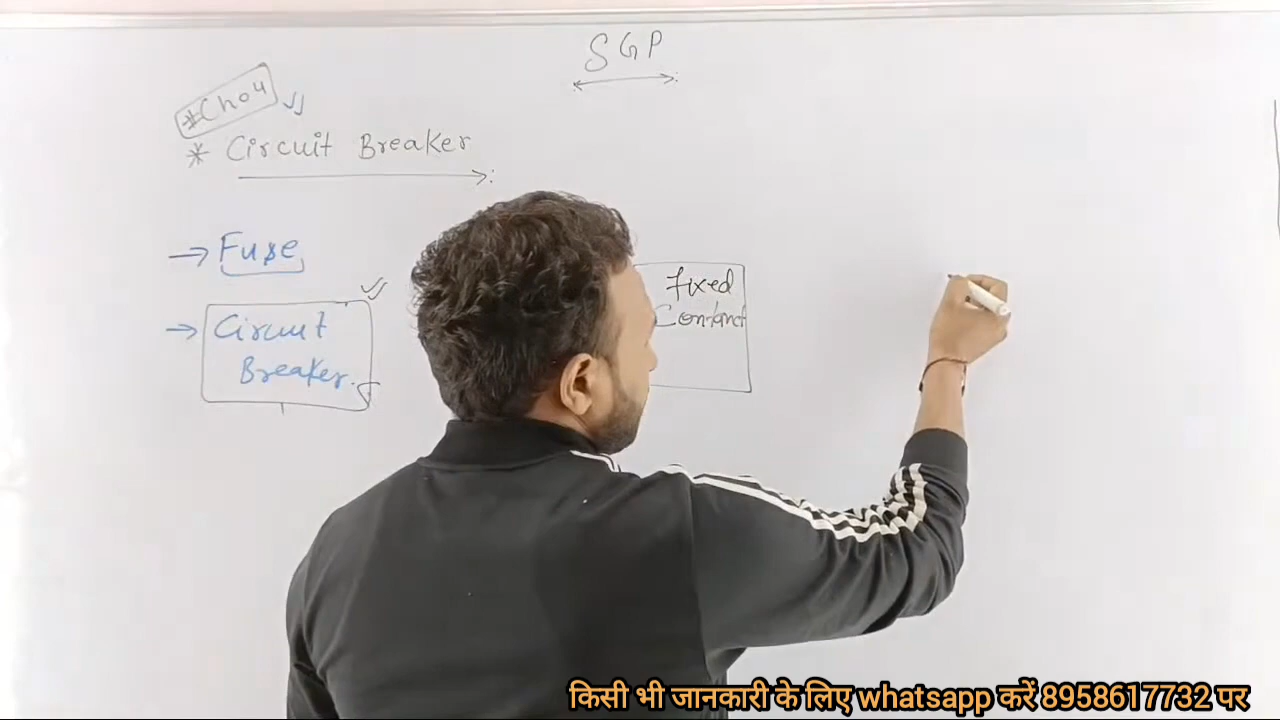 SGP
#Ch04
* Circuit Breaker
→ Fuse
→ Circuit
Breaker.
Fixed
Contact
किसी भी जानकारी के लिए whatsapp करें 8958617732 पर